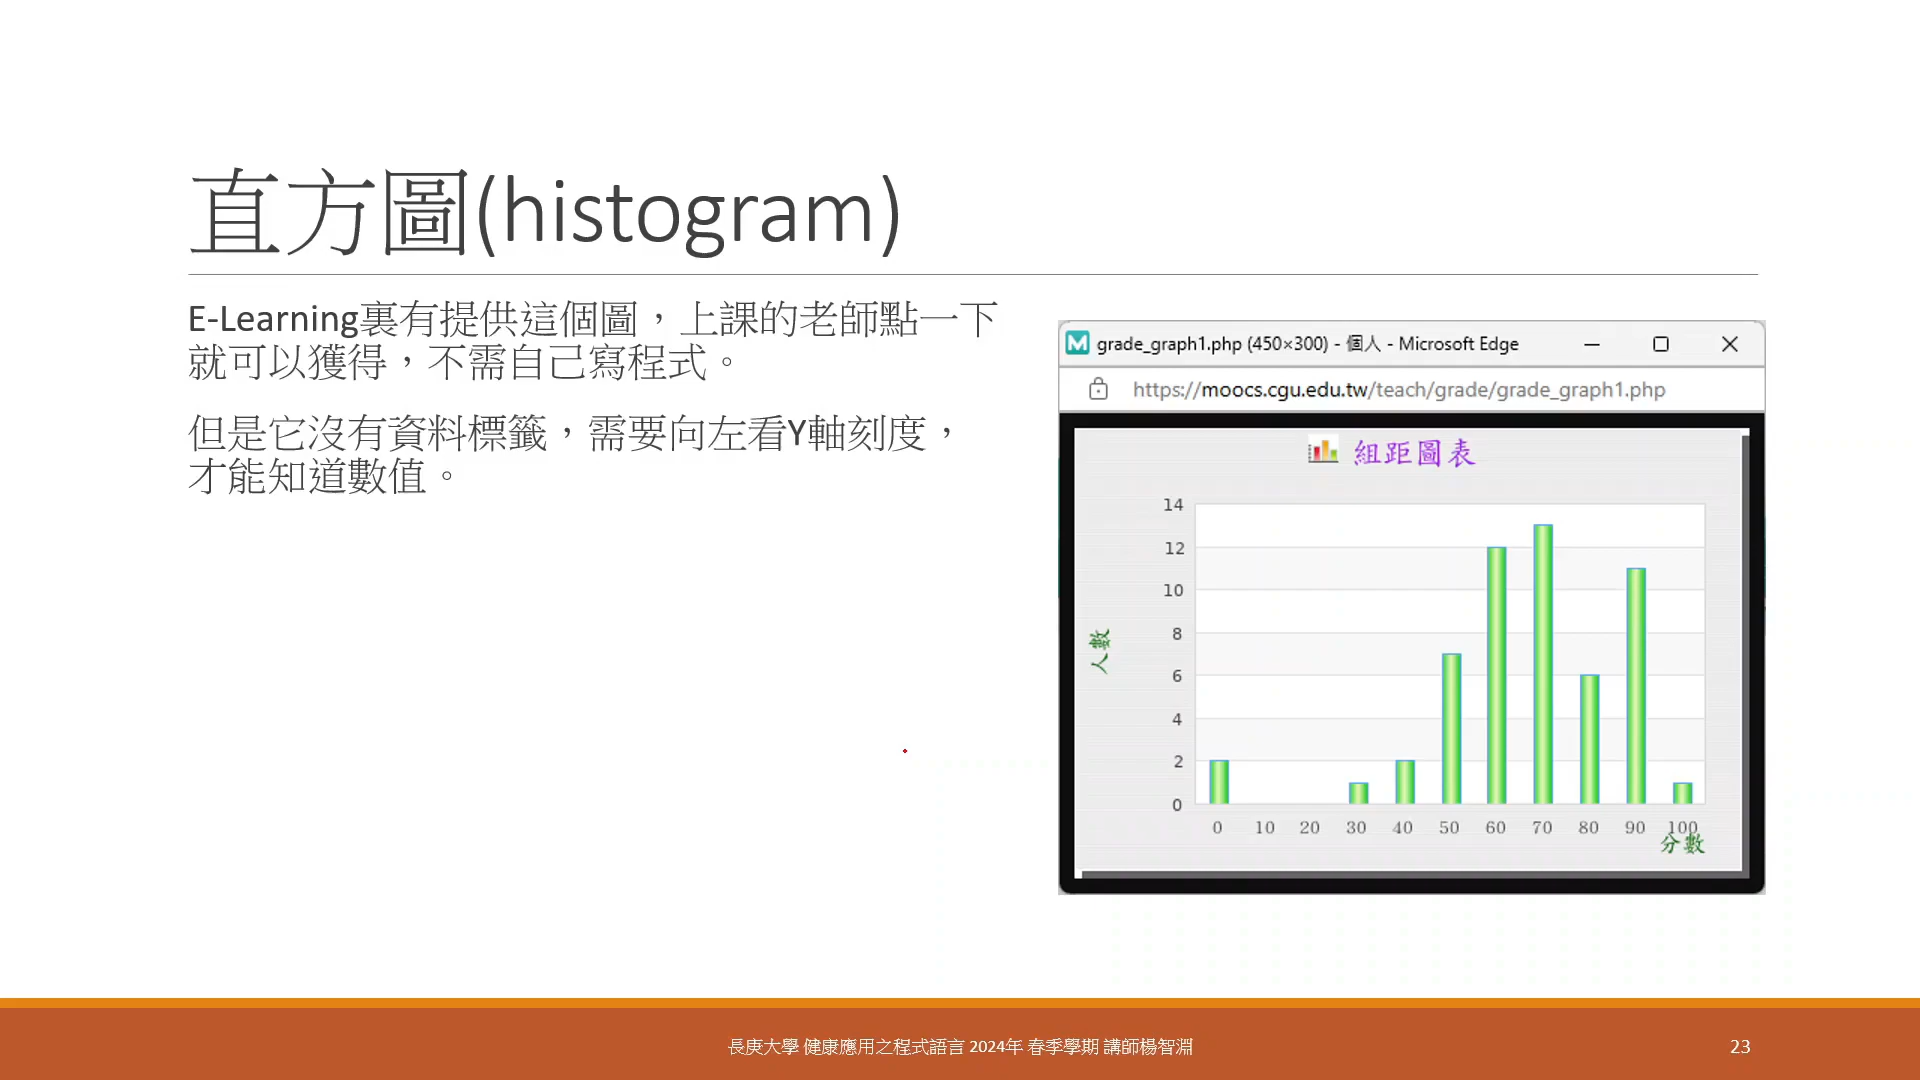 直方圖(histogram)
E-Learning裏有提供這個圖，上課的老師點一下
就可以獲得，不需自己寫程式。
但是它沒有資料標籤，需要向左看Y軸刻度，
才能知道數值。
grade_graph1.php (450×300) - 個人 - Microsoft Edge
https://moocs.cgu.edu.tw/teach/grade/grade_graph1.php
組距圖表
14
12
10
8
6
4
2
0
人數
0 10 20 30 40 50 60 70 80 90 100
分數
長庚大學 健康應用之程式語言 2024年 春季學期 講師楊智淵
23